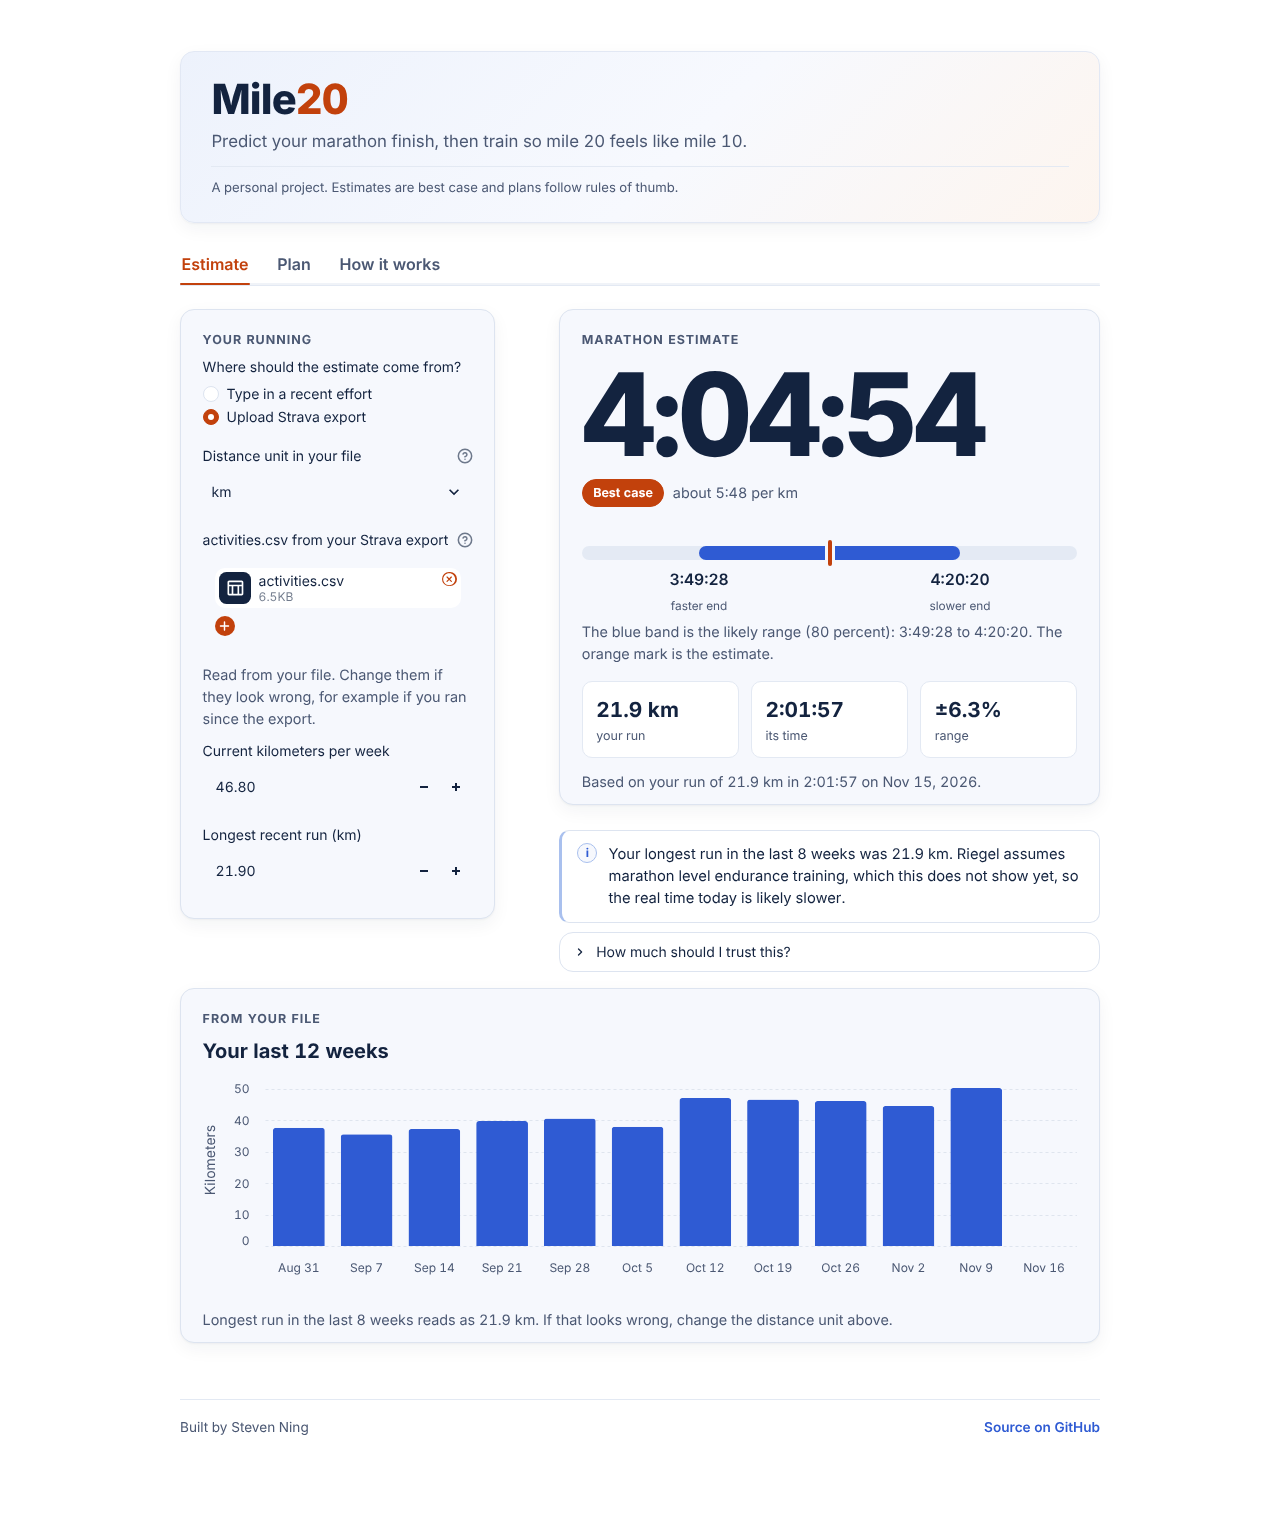 Mile20
Predict your marathon finish, then train so mile 20 feels like mile 10.
A personal project. Estimates are best case and plans follow rules of thumb.
Estimate Plan How it works
YOUR RUNNING
Where should the estimate come from?
Type in a recent effort
Upload Strava export
Distance unit in your file
km
activities.csv from your Strava export
activities.csv
6.5KB
Read from your file. Change them if
they look wrong, for example if you ran
since the export.
Current kilometers per week
46.80
Longest recent run (km)
21.90
MARATHON ESTIMATE
4:04:54
Best case about 5:48 per km
3:49:28 4:20:20
faster end slower end
The blue band is the likely range (80 percent): 3:49:28 to 4:20:20. The
orange mark is the estimate.
21.9 km 2:01:57 ±6.3%
your run its time range
Based on your run of 21.9 km in 2:01:57 on Nov 15, 2026.
Your longest run in the last 8 weeks was 21.9 km. Riegel assumes
marathon level endurance training, which this does not show yet, so
the real time today is likely slower.
How much should I trust this?
FROM YOUR FILE
Your last 12 weeks
Kilometers
50
40
30
20
10
0
Aug 31 Sep 7 Sep 14 Sep 21 Sep 28 Oct 5 Oct 12 Oct 19 Oct 26 Nov 2 Nov 9 Nov 16
Longest run in the last 8 weeks reads as 21.9 km. If that looks wrong, change the distance unit above.
Built by Steven Ning Source on GitHub